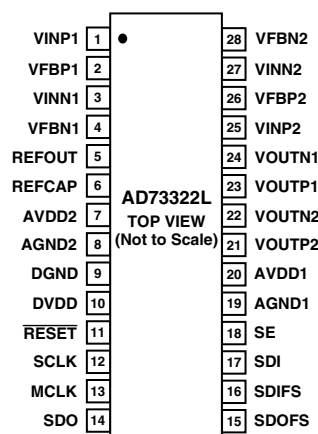 VINP1 1 28 VFBN2
VFBP1 2 27 VINN2
VINN1 3 26 VFBP2
VFBN1 4 25 VINP2
REFOUT 5 24 VOUTN1
REFCAP 6 23 VOUTP1
AVDD2 7 22 VOUTN2
AGND2 8 21 VOUTP2
DGND 9 20 AVDD1
DVDD 10 19 AGND1
RESET 11 18 SE
SCLK 12 17 SDI
MCLK 13 16 SDIFS
SDO 14 15 SDOFS
AD73322L
TOP VIEW
(Not to Scale)